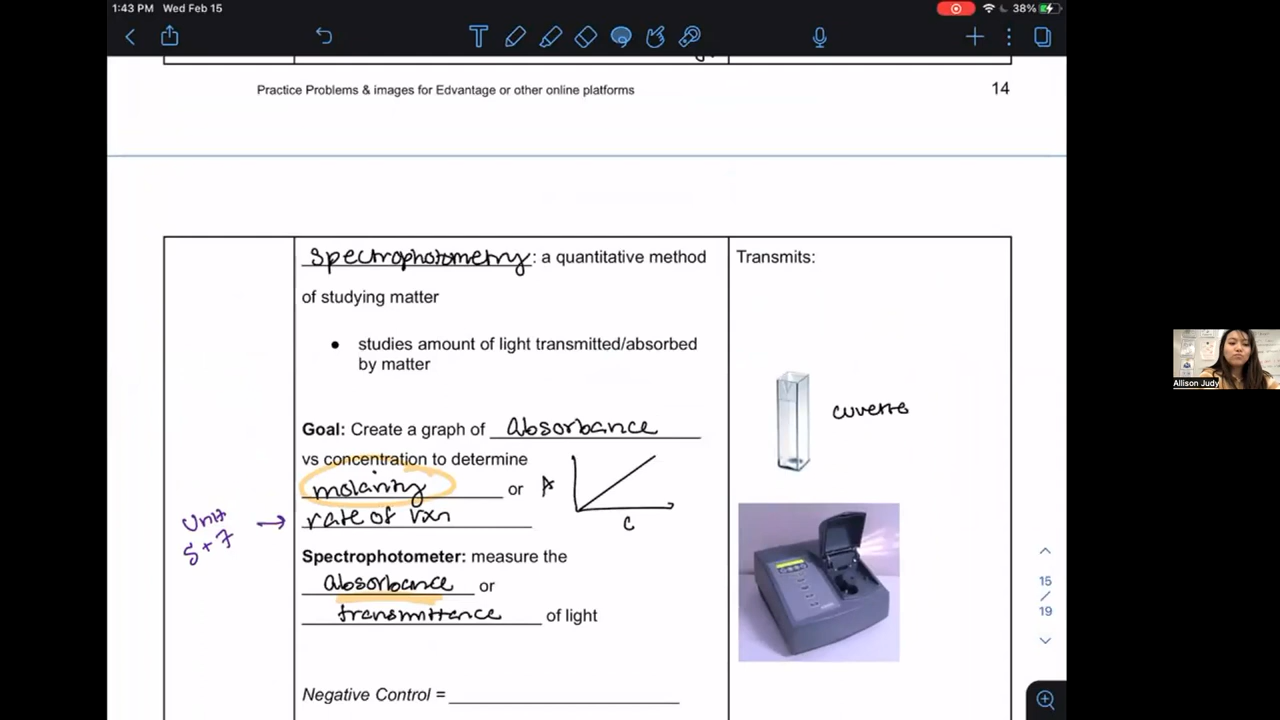 1:43 PM Wed Feb 15
38%
T
Practice Problems & images for Edvantage or other online platforms
14
spectrophotometry: a quantitative method
of studying matter
● studies amount of light transmitted/absorbed
by matter
Goal: Create a graph of absorbance
vs concentration to determine
molarity or
rate of rxn
A
C
Unit
5+7
→
Spectrophotometer: measure the
absorbance or
transmittance of light
Negative Control =
Transmits:
cuvette
15
/
19
Allison Judy